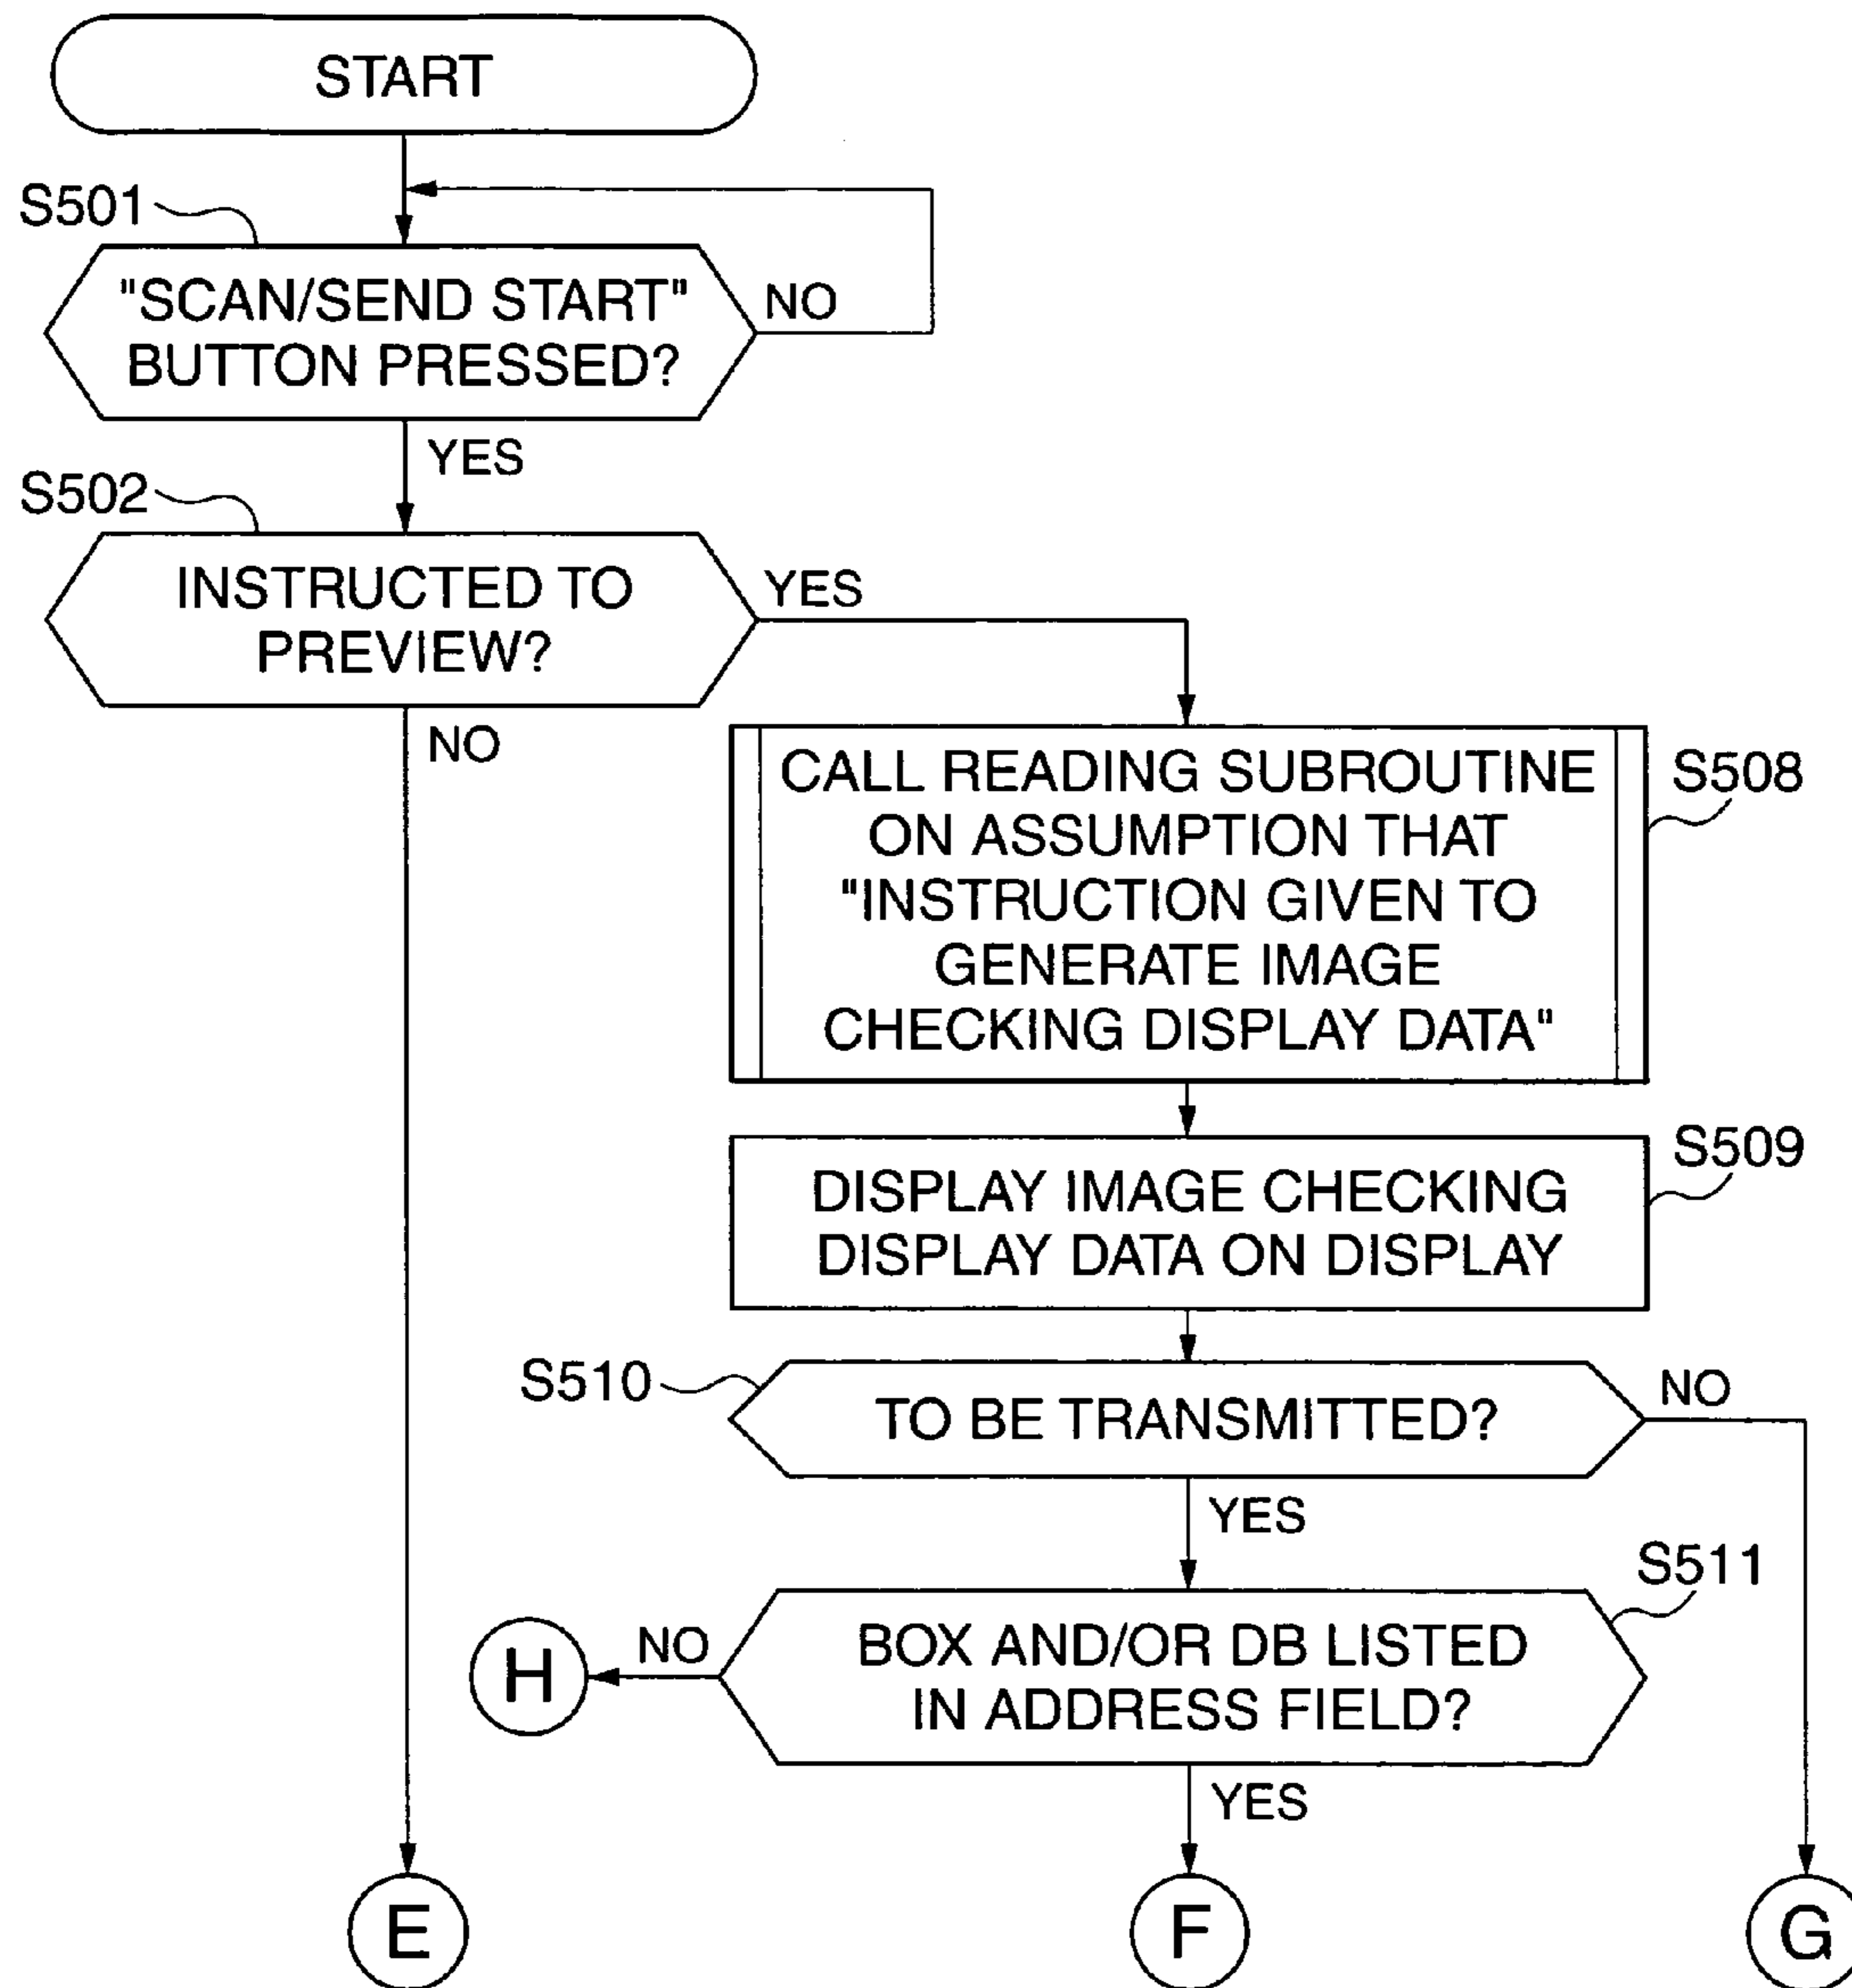 START
S501
"SCAN/SEND START"
BUTTON PRESSED?
NO
YES
S502
INSTRUCTED TO
PREVIEW?
YES
NO
CALL READING SUBROUTINE
ON ASSUMPTION THAT
"INSTRUCTION GIVEN TO
GENERATE IMAGE
CHECKING DISPLAY DATA"
S508
DISPLAY IMAGE CHECKING
DISPLAY DATA ON DISPLAY
S509
S510
TO BE TRANSMITTED?
NO
YES
S511
BOX AND/OR DB LISTED
IN ADDRESS FIELD?
NO
H
YES
E
F
G